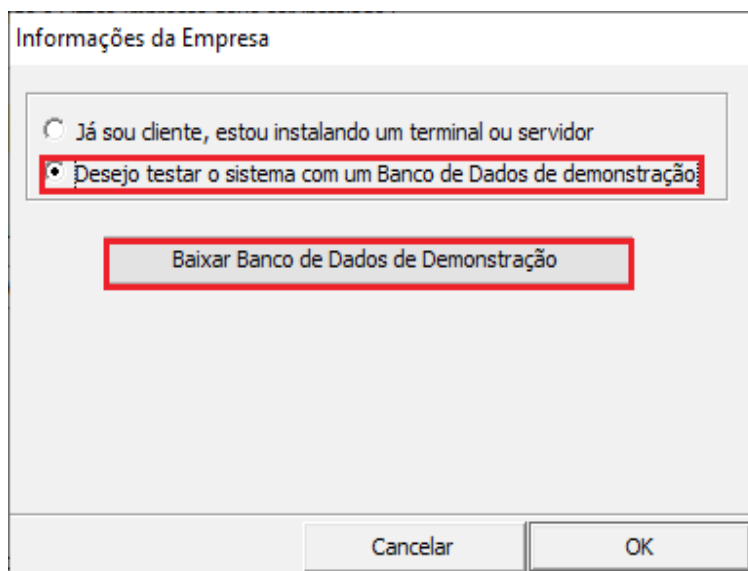 Informações da Empresa
Já sou cliente, estou instalando um terminal ou servidor
Desejo testar o sistema com um Banco de Dados de demonstração
Baixar Banco de Dados de Demonstração
Cancelar
OK